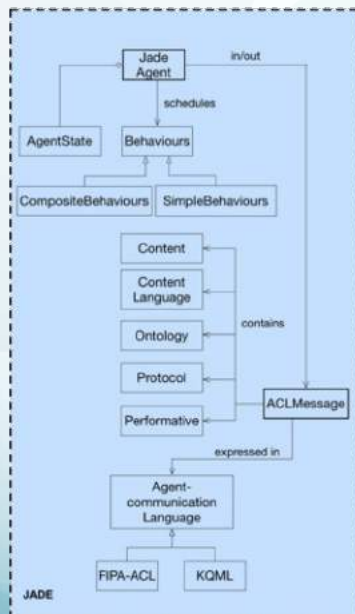 Jade
Agent
in/out
schedules
AgentState
Behaviours
CompositeBehaviours
SimpleBehaviours
Content
Content
Language
contains
Ontology
Protocol
ACLMessage
Performative
expressed in
Agent-
communication
Language
FIPA-ACL
KQML
JADE